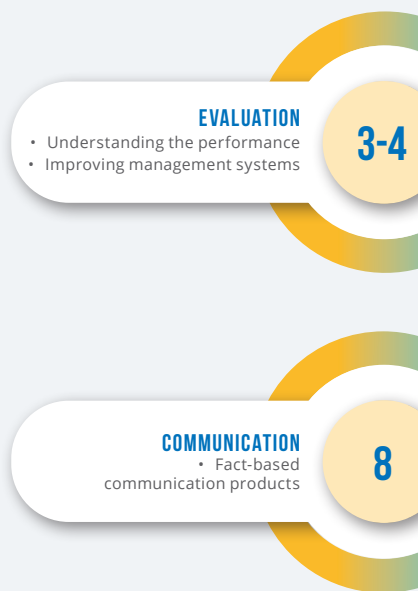 EVALUATION
• Understanding the performance
• Improving management systems
3-4
COMMUNICATION
• Fact-based
communication products
8